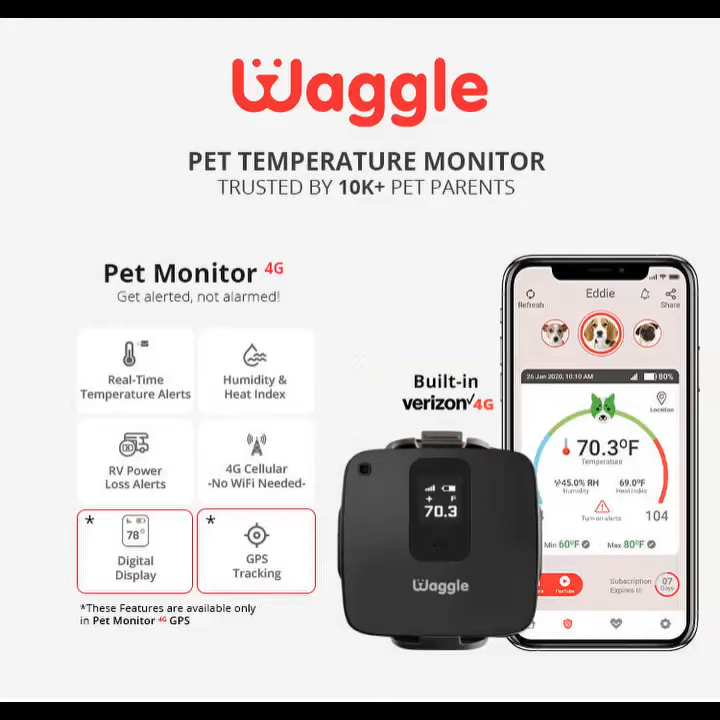 Waggle
PET TEMPERATURE MONITOR
TRUSTED BY 10K+ PET PARENTS
Pet Monitor 4G
Get alerted, not alarmed!
Real-Time
Temperature Alerts
Humidity &
Heat Index
RV Power
Loss Alerts
4G Cellular
-No WiFi Needed-
*
78°
Digital
Display
*
GPS
Tracking
*These Features are available only
in Pet Monitor 4G GPS
Built-in
verizon✓4G
F
70.3
Waggle
Refresh
Eddie
Share
26 Jan 2020, 10:10 AM
80%
Location
70.3°F
Temperature
45.0% RH
Humidity
69.0°F
Heat Index
Turn on alerts
104
Min 60°F
Max 80°F
YouTube
Subscription
Expires In
07
Days